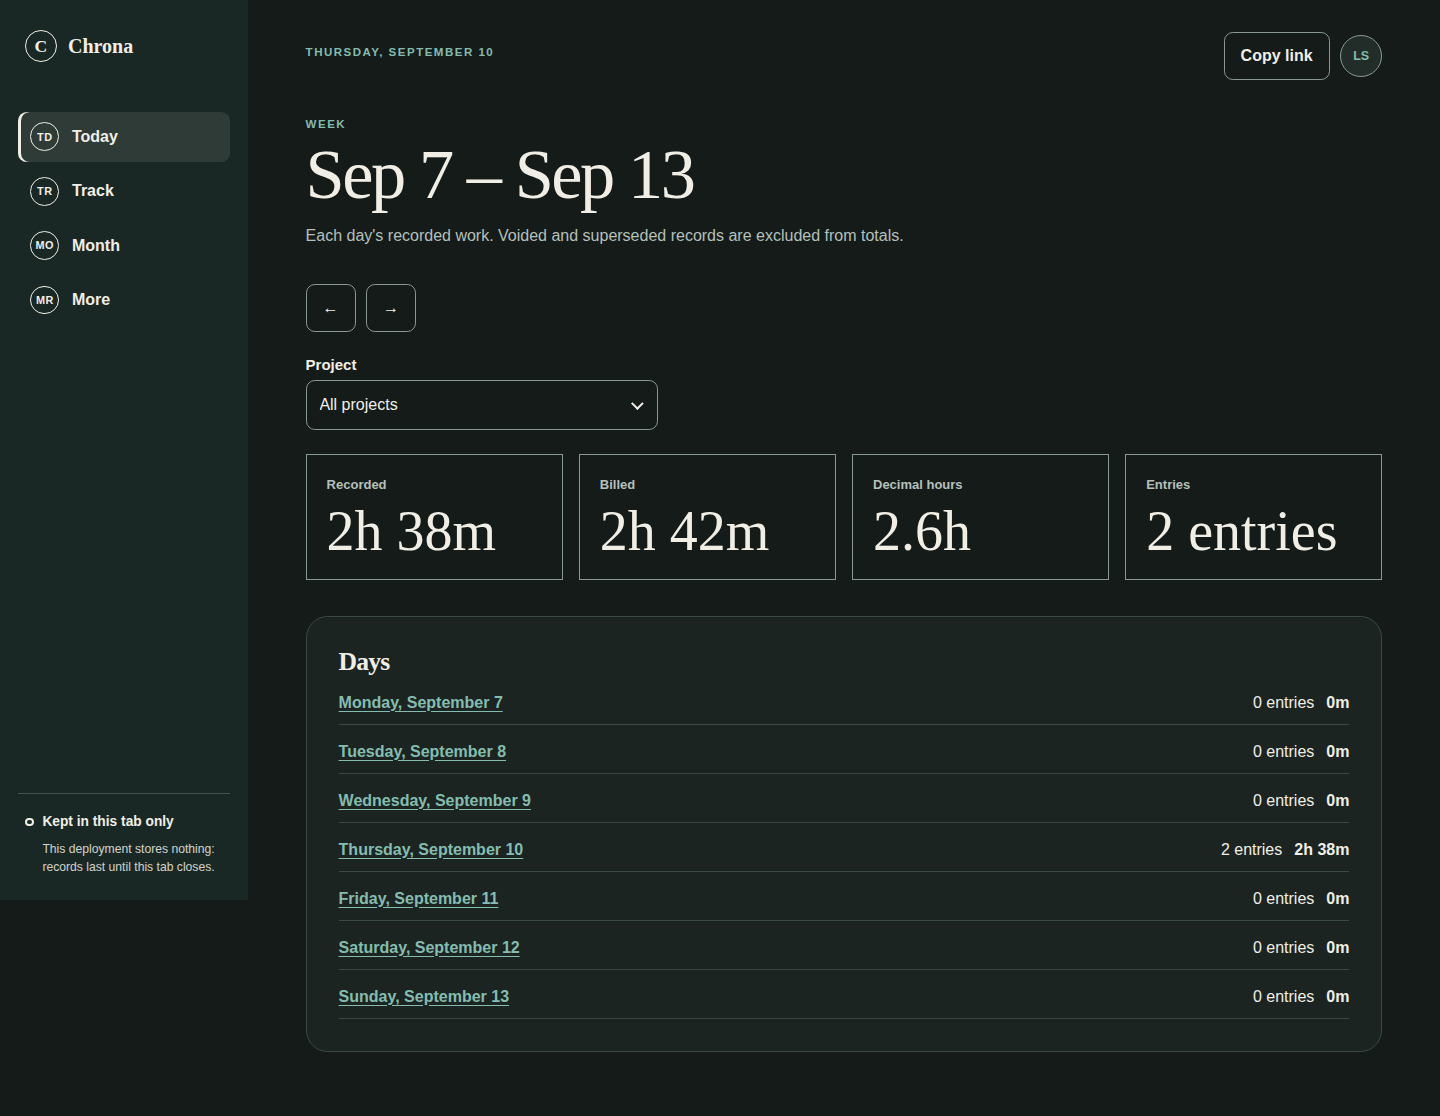 C Chrona
TD Today
TR Track
MO Month
MR More
Kept in this tab only
This deployment stores nothing:
records last until this tab closes.
THURSDAY, SEPTEMBER 10
Copy link
LS
WEEK
Sep 7 – Sep 13
Each day's recorded work. Voided and superseded records are excluded from totals.
← →
Project
All projects
Recorded
2h 38m
Billed
2h 42m
Decimal hours
2.6h
Entries
2 entries
Days
Monday, September 7 0 entries 0m
Tuesday, September 8 0 entries 0m
Wednesday, September 9 0 entries 0m
Thursday, September 10 2 entries 2h 38m
Friday, September 11 0 entries 0m
Saturday, September 12 0 entries 0m
Sunday, September 13 0 entries 0m